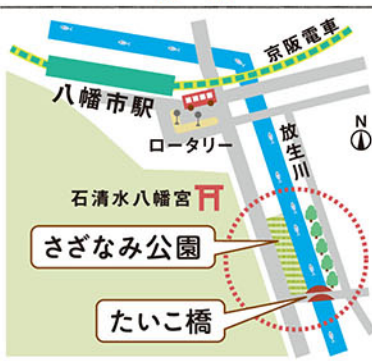 京阪電車
八幡市駅
ロータリー
放生川
N
石清水八幡宮
さざなみ公園
たいこ橋